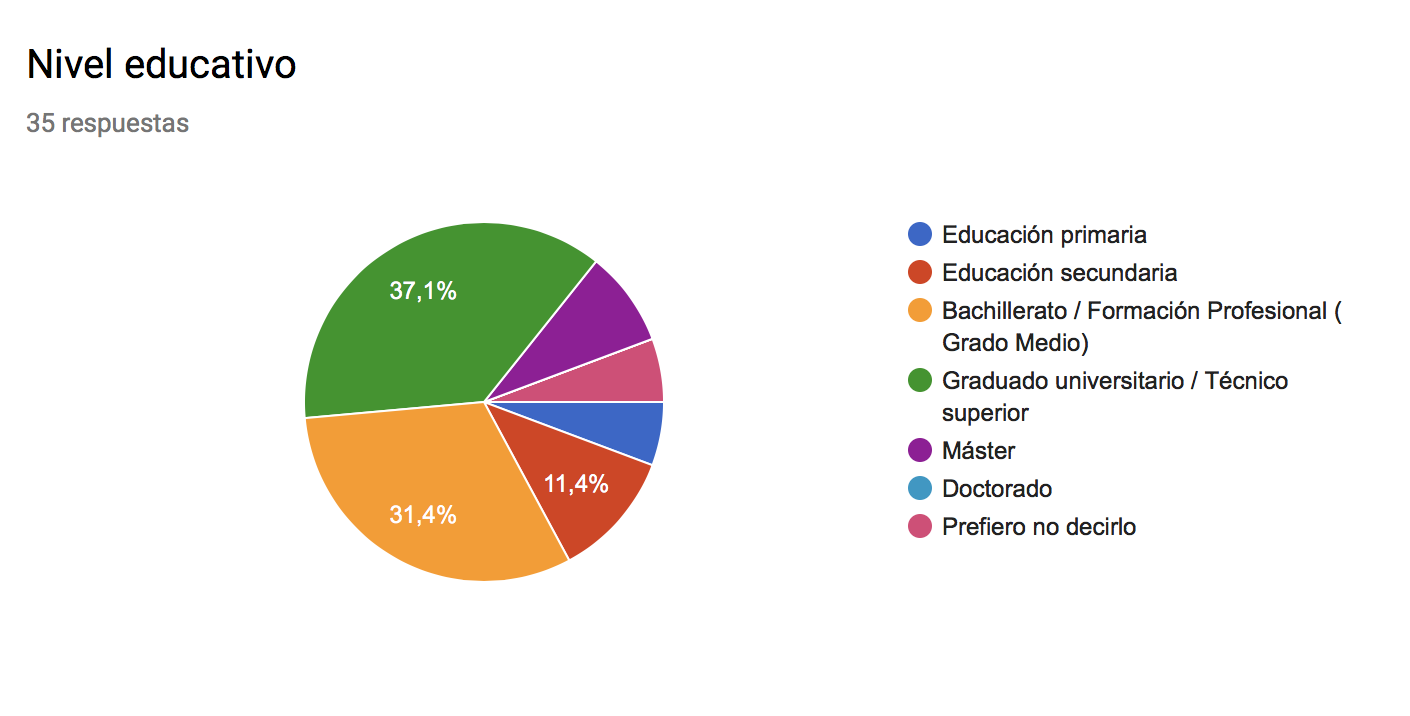 Nivel educativo
35 respuestas
37,1%
11,4%
31,4%
Educación primaria
Educación secundaria
Bachillerato / Formación Profesional (
Grado Medio)
Graduado universitario / Técnico
superior
Máster
Doctorado
Prefiero no decirlo